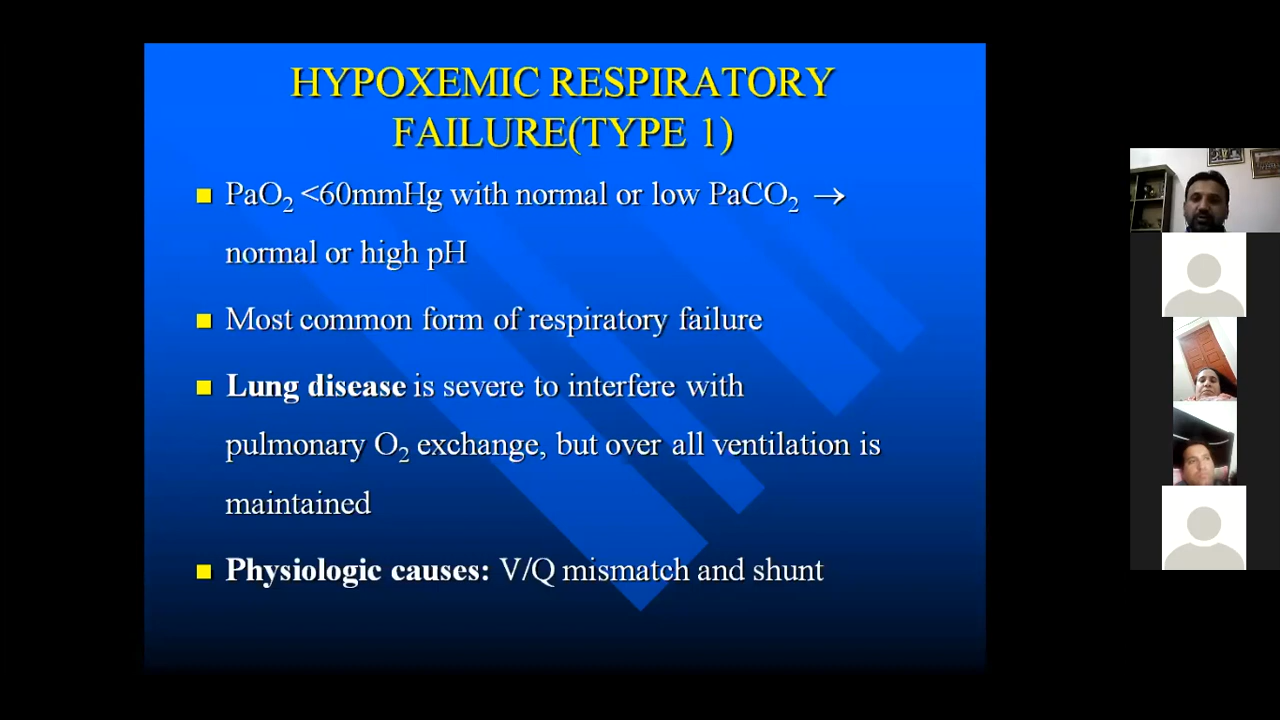 HYPOXEMIC RESPIRATORY
FAILURE(TYPE 1)
PaO₂ <60mmHg with normal or low PaCO₂ →
normal or high pH
Most common form of respiratory failure
Lung disease is severe to interfere with
pulmonary O₂ exchange, but over all ventilation is
maintained
Physiologic causes: V/Q mismatch and shunt